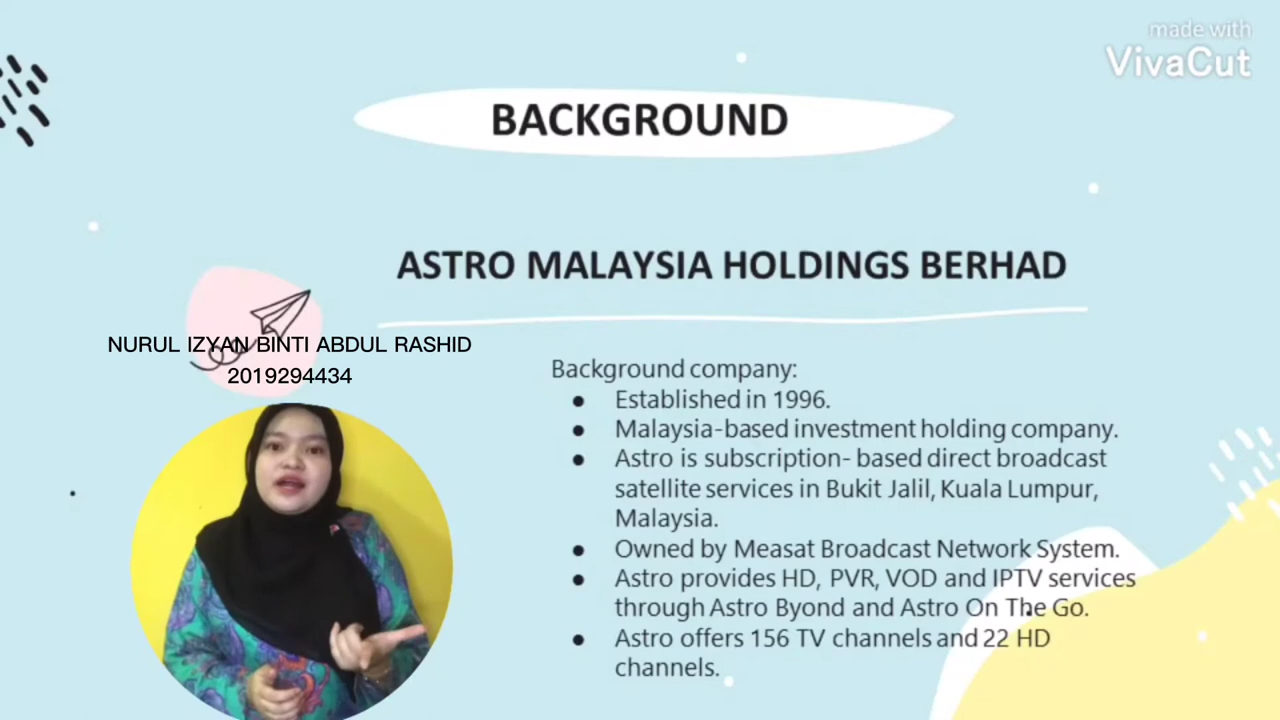 made with
VivaCut
BACKGROUND
ASTRO MALAYSIA HOLDINGS BERHAD
NURUL IZYAN BINTI ABDUL RASHID
2019294434
Background company:
● Established in 1996.
● Malaysia-based investment holding company.
● Astro is subscription- based direct broadcast
satellite services in Bukit Jalil, Kuala Lumpur,
Malaysia.
● Owned by Measat Broadcast Network System.
● Astro provides HD, PVR, VOD and IPTV services
through Astro Byond and Astro On The Go.
● Astro offers 156 TV channels and 22 HD
channels.